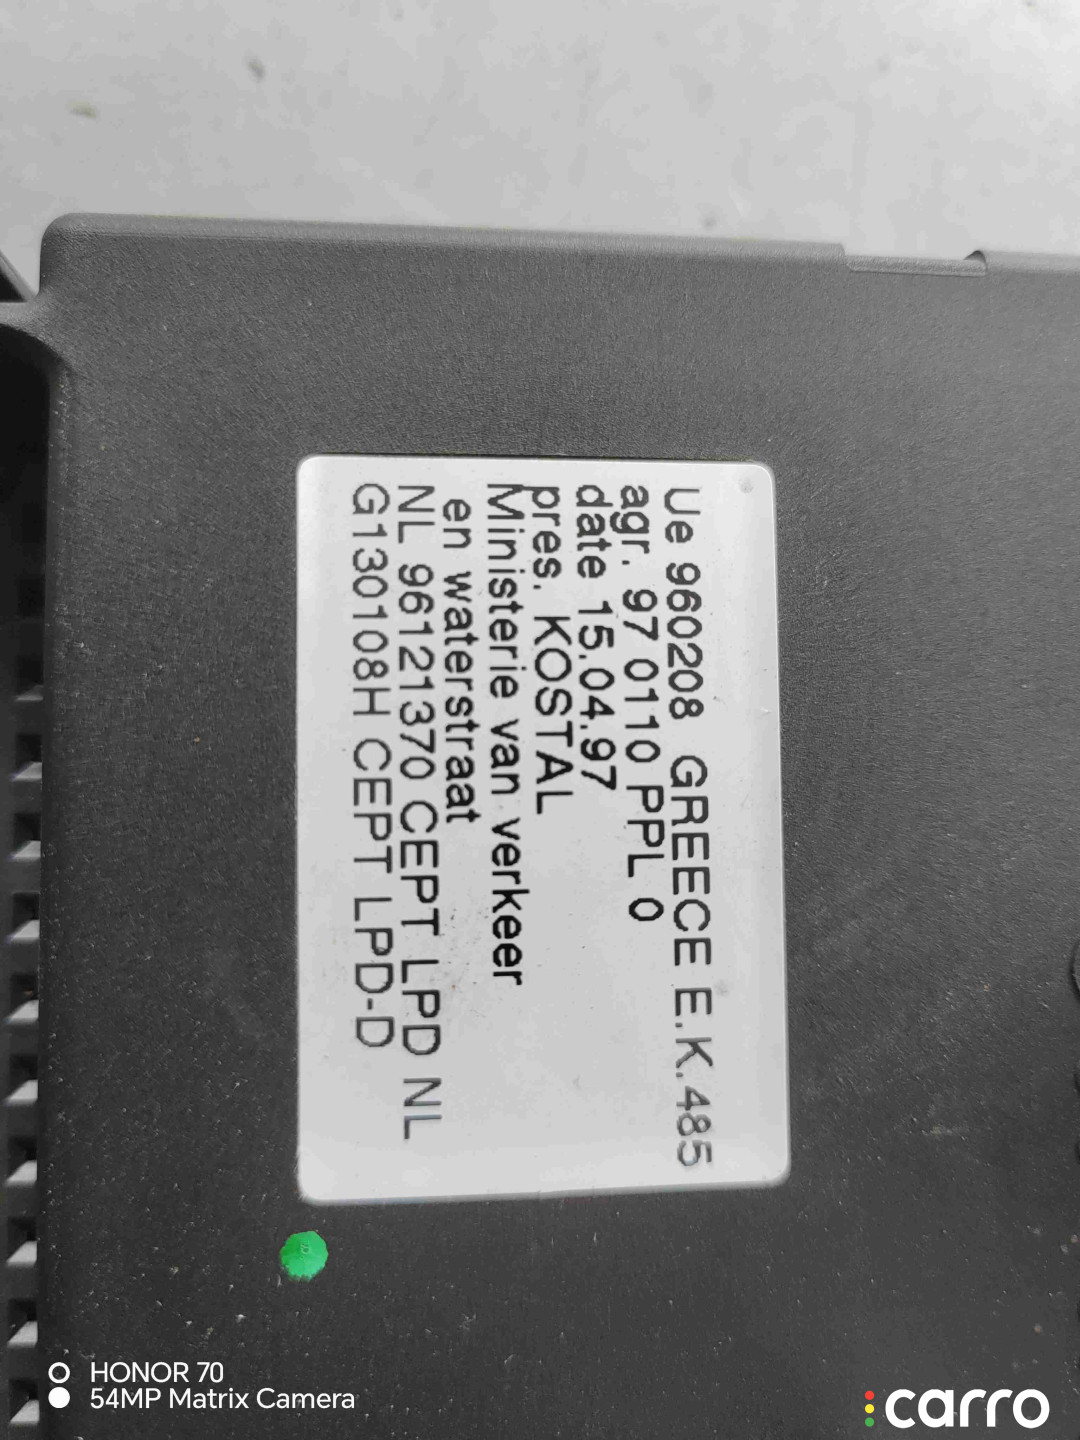 Ue 960208 GREECE E.K.485
agr. 97 0110 PPL 0
date 15.04.97
pres. KOSTAL
Ministerie van verkeer
en waterstraat
NL 96121370 CEPT LPD NL
G130108H CEPT LPD-D
HONOR 70
54MP Matrix Camera
carro